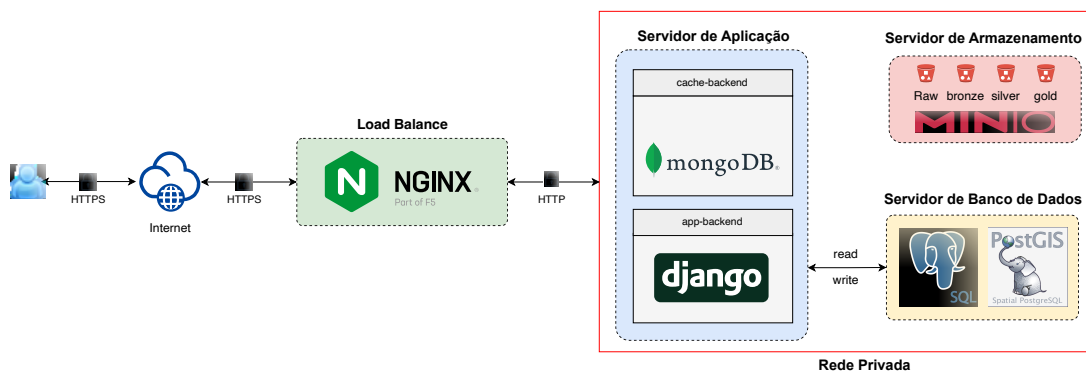 Servidor de Aplicação
Servidor de Armazenamento
cache-backend
Raw bronze silver gold
MINIO
Load Balance
mongoDB.
NGINX
Part of F5
HTTPS
HTTPS
HTTP
Internet
Servidor de Banco de Dados
app-backend
django
read
write
SQL
PostGIS
Spatial PostgreSQL
Rede Privada